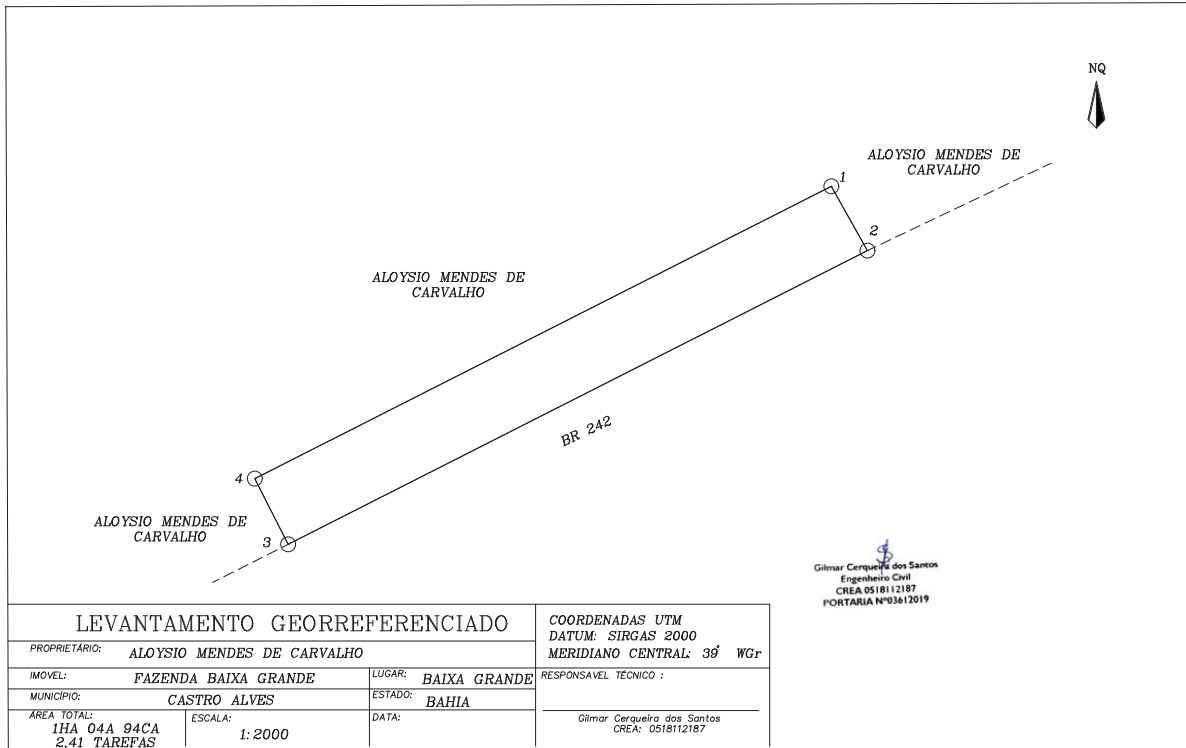 NQ
ALOYSIO MENDES DE
CARVALHO
1
2
ALOYSIO MENDES DE
CARVALHO
BR 242
4
ALOYSIO MENDES DE
CARVALHO
3
Gilmar Cerqueira dos Santos
Engenheiro Civil
CREA 0518112187
PORTARIA Nº03612019
LEVANTAMENTO GEORREFERENCIADO
COORDENADAS UTM
DATUM: SIRGAS 2000
MERIDIANO CENTRAL: 39° WGr
PROPRIETÁRIO: ALOYSIO MENDES DE CARVALHO
IMOVEL: FAZENDA BAIXA GRANDE
LUGAR: BAIXA GRANDE
RESPONSAVEL TÉCNICO :
MUNICÍPIO: CASTRO ALVES
ESTADO: BAHIA
ÁREA TOTAL:
1HA 04A 94CA
2,41 TAREFAS
ESCALA:
1:2000
DATA:
Gilmar Cerqueira dos Santos
CREA: 0518112187